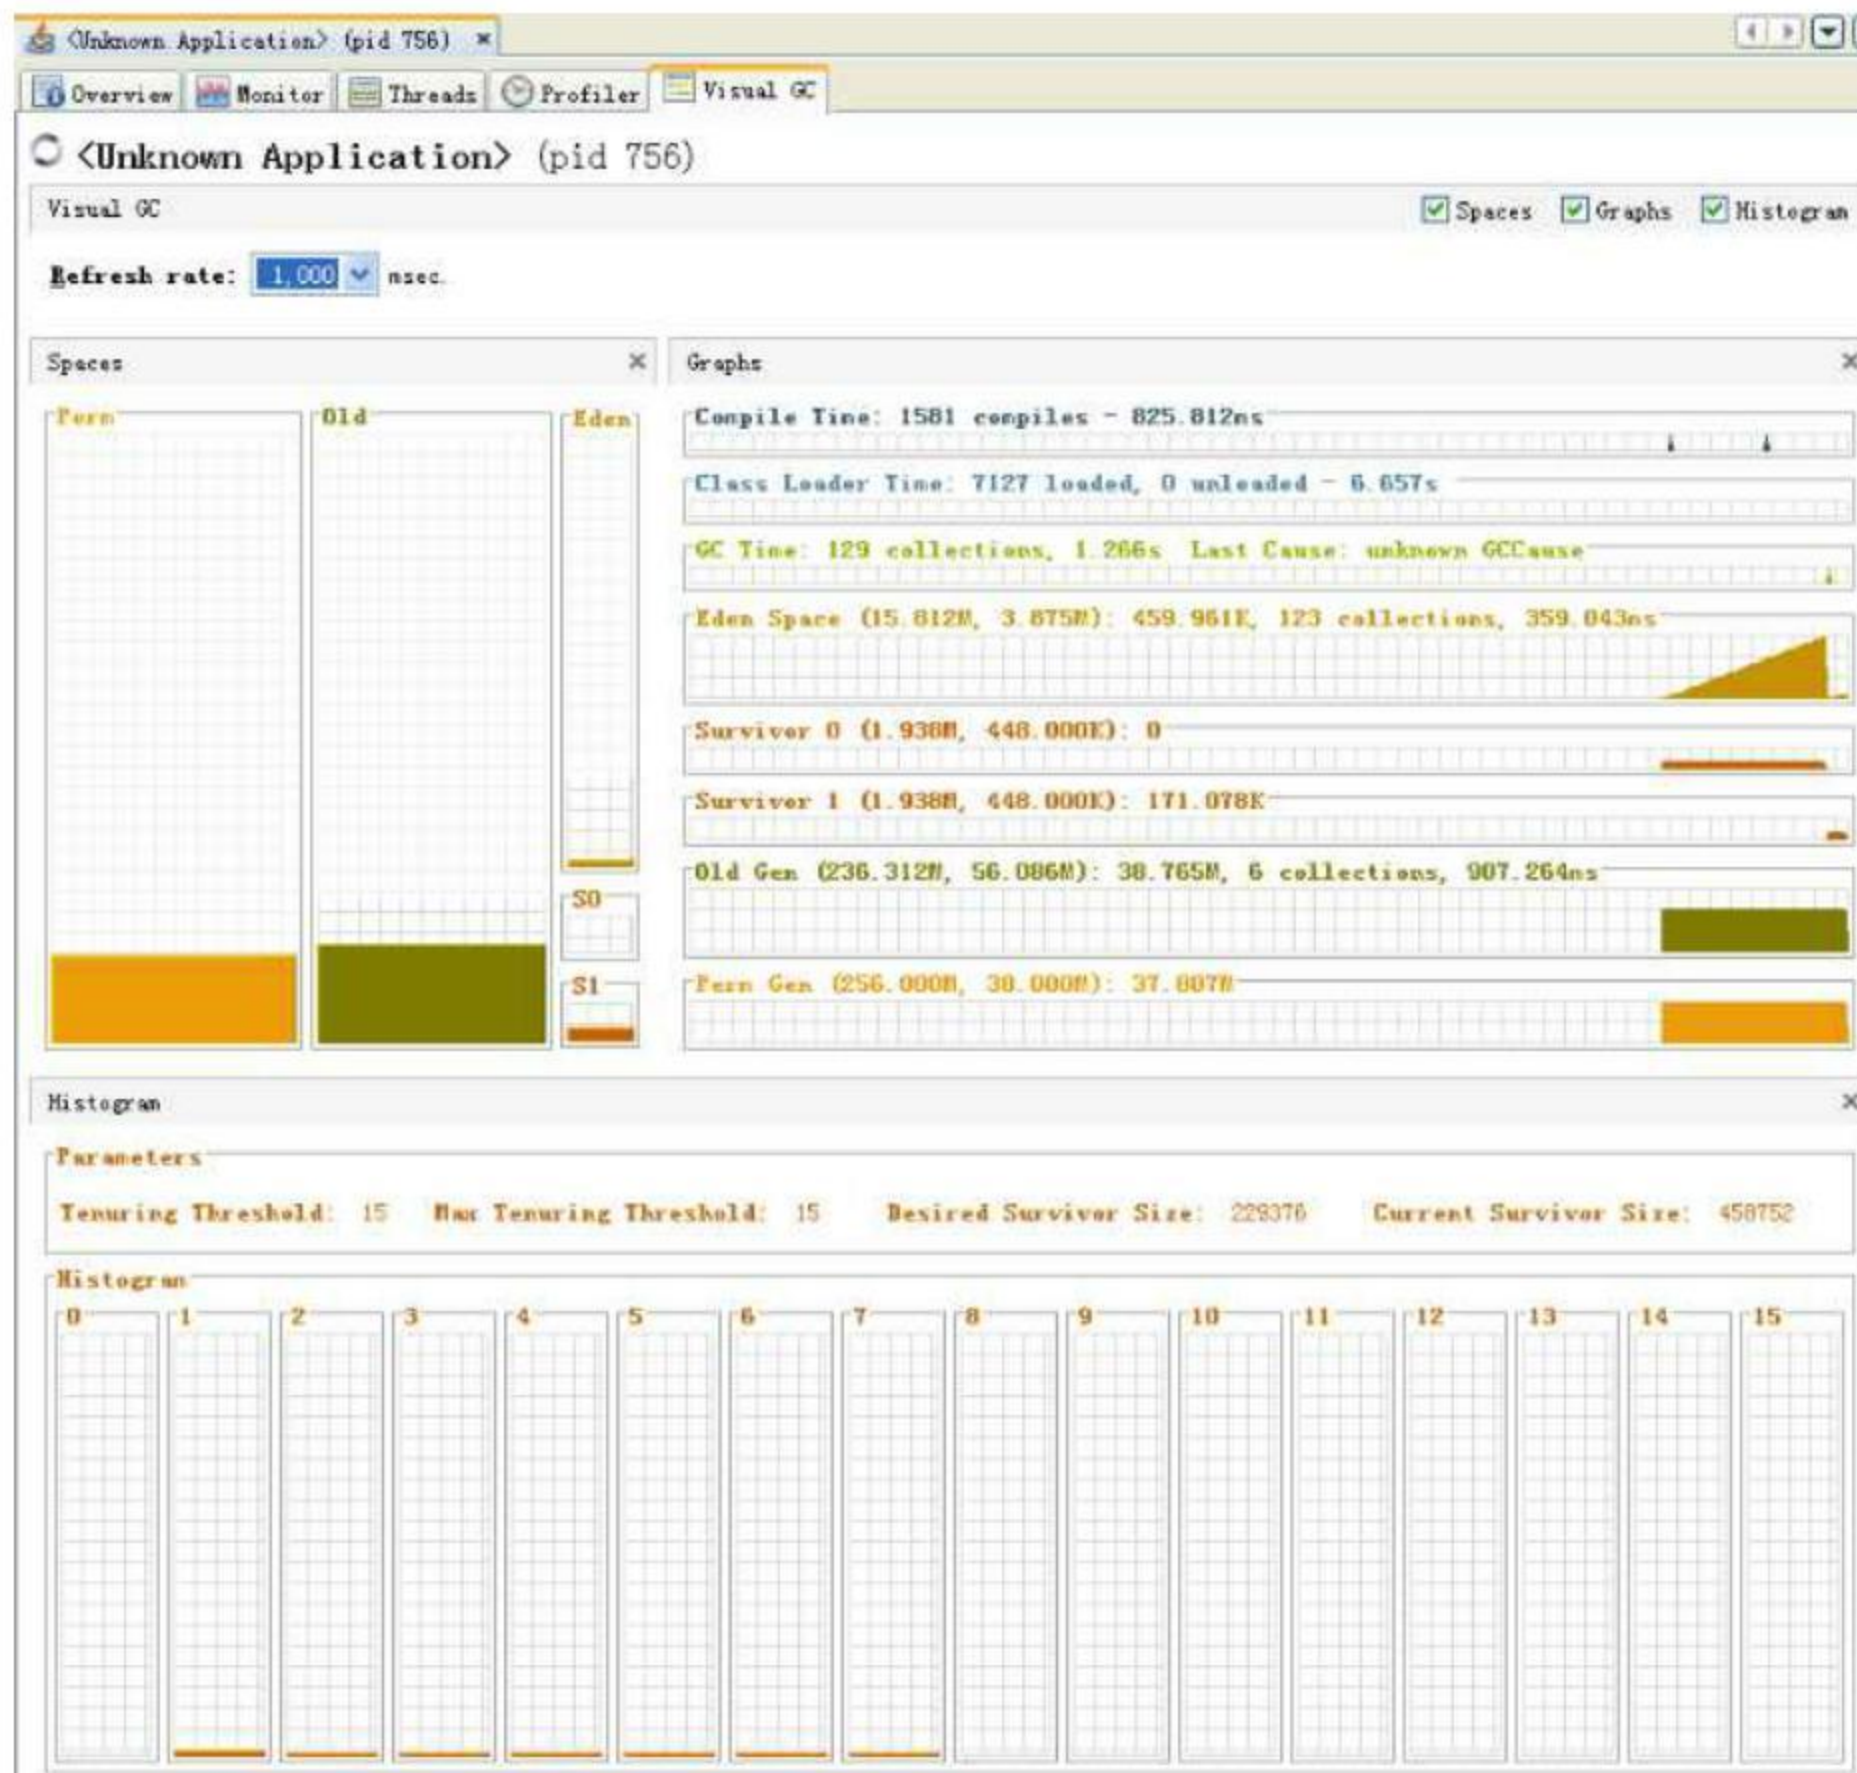 <Unknown Application> (pid 756)
Overview Monitor Threads Profiler Visual GC
<Unknown Application> (pid 756)
Visual GC Spaces Graphs Histogram
Refresh rate: 1,000 msec.
Spaces
Perm Old Eden
S0
S1
Graphs
Compile Time: 1581 compiles - 825.812ms
Class Loader Time: 7127 loaded, 0 unloaded - 6.657s
GC Time: 129 collections, 1.266s Last Cause: unknown GCCause
Eden Space (15.812M, 3.875M): 459.961K, 123 collections, 359.043ms
Survivor 0 (1.938M, 448.000K): 0
Survivor 1 (1.938M, 448.000K): 171.078K
Old Gen (236.312M, 56.086M): 38.765M, 6 collections, 907.264ms
Perm Gen (256.000M, 38.000M): 37.807M
Histogram
Parameters
Tenuring Threshold: 15 Max Tenuring Threshold: 15 Desired Survivor Size: 229376 Current Survivor Size: 458752
Histogram
0 1 2 3 4 5 6 7 8 9 10 11 12 13 14 15